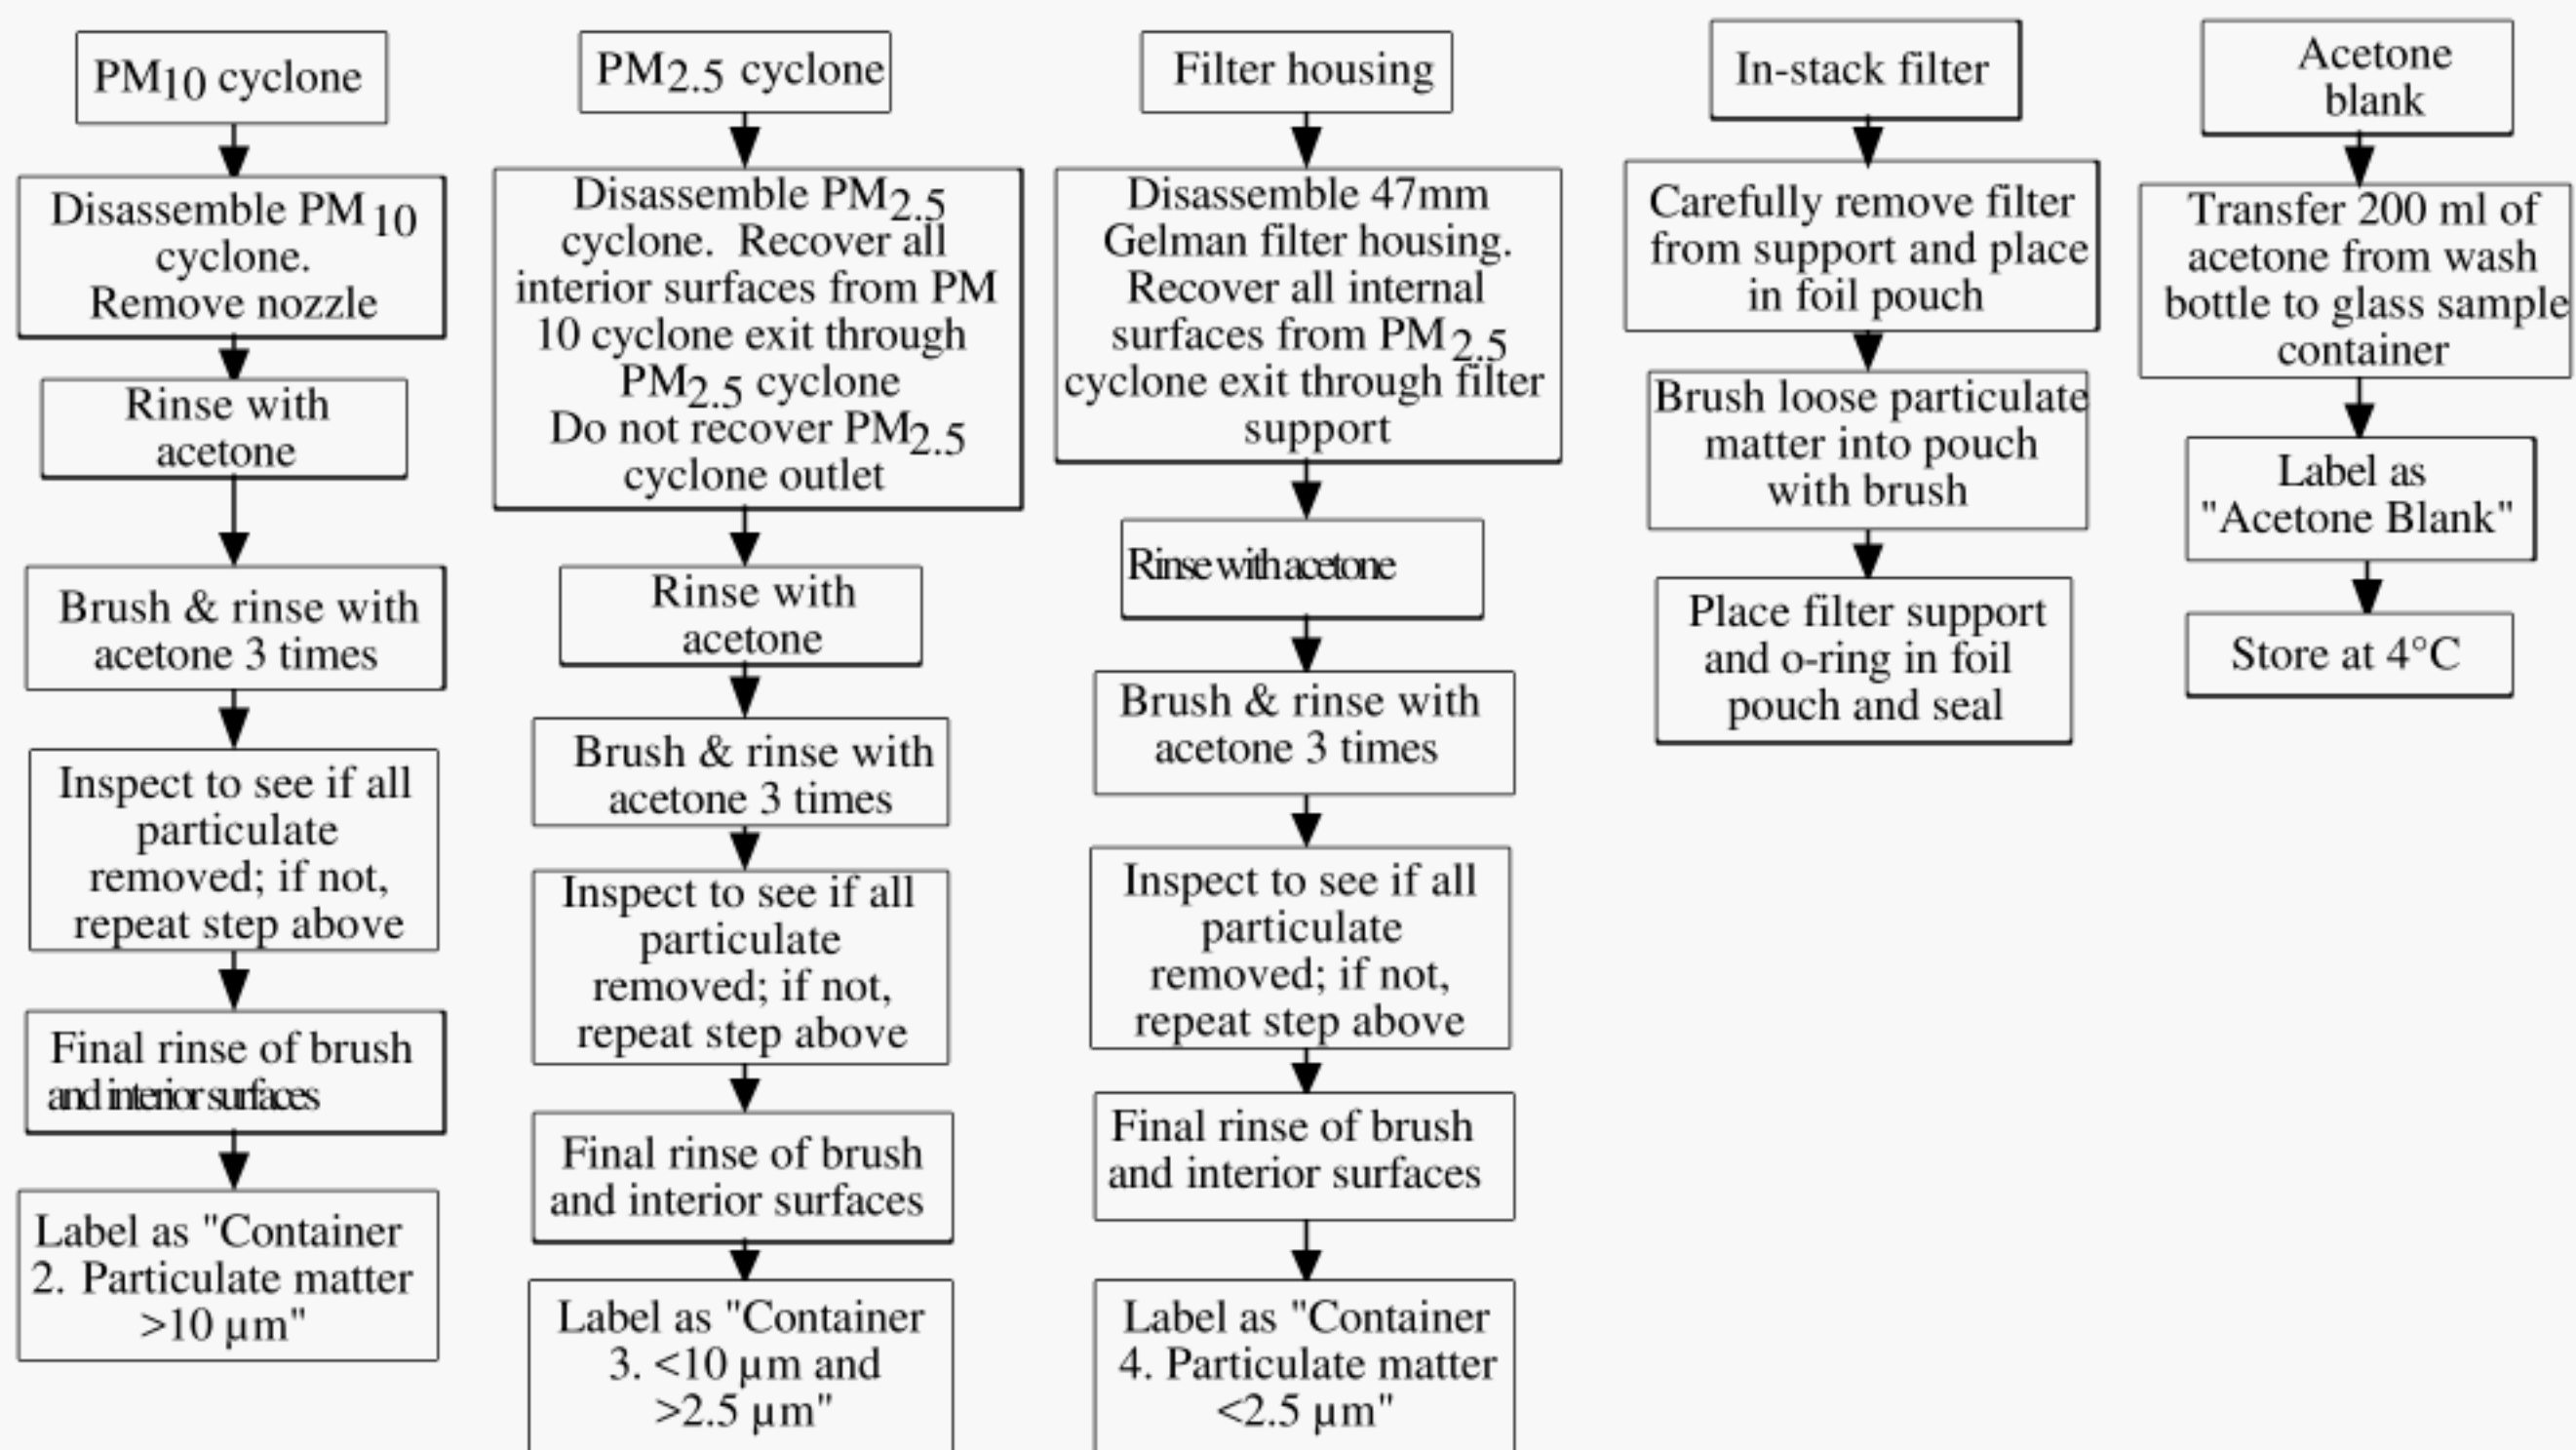 PM10 cyclone
Disassemble PM 10
cyclone.
Remove nozzle
Rinse with
acetone
Brush & rinse with
acetone 3 times
Inspect to see if all
particulate
removed; if not,
repeat step above
Final rinse of brush
and interior surfaces
Label as "Container
2. Particulate matter
>10 µm"
PM2.5 cyclone
Disassemble PM2.5
cyclone. Recover all
interior surfaces from PM
10 cyclone exit through
PM2.5 cyclone
Do not recover PM2.5
cyclone outlet
Rinse with
acetone
Brush & rinse with
acetone 3 times
Inspect to see if all
particulate
removed; if not,
repeat step above
Final rinse of brush
and interior surfaces
Label as "Container
3. <10 µm and
>2.5 µm"
Filter housing
Disassemble 47mm
Gelman filter housing.
Recover all internal
surfaces from PM2.5
cyclone exit through filter
support
Rinse with acetone
Brush & rinse with
acetone 3 times
Inspect to see if all
particulate
removed; if not,
repeat step above
Final rinse of brush
and interior surfaces
Label as "Container
4. Particulate matter
<2.5 µm"
In-stack filter
Carefully remove filter
from support and place
in foil pouch
Brush loose particulate
matter into pouch
with brush
Place filter support
and o-ring in foil
pouch and seal
Acetone
blank
Transfer 200 ml of
acetone from wash
bottle to glass sample
container
Label as
"Acetone Blank"
Store at 4°C